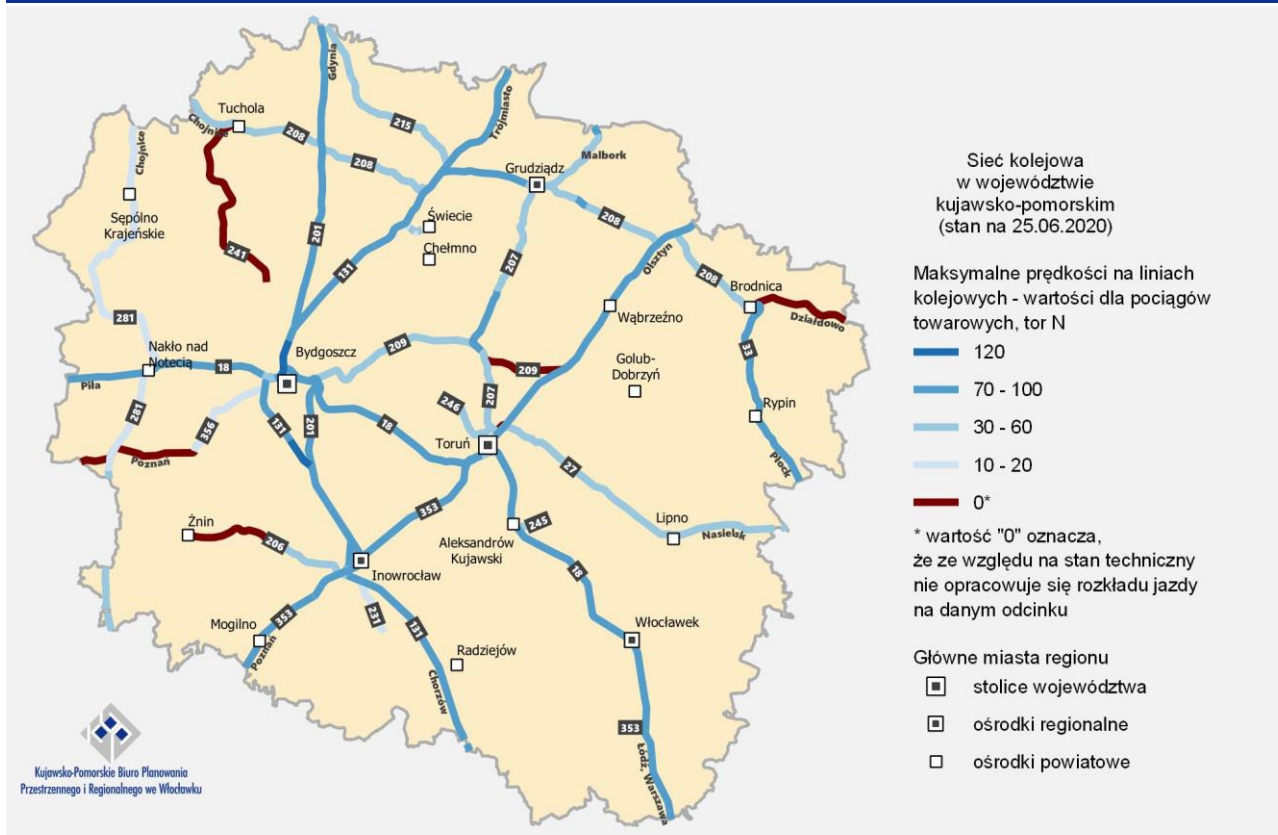 Gdynia
Trójmiasto
Tuchola
Chojnice
208
215
208
Malbork
Grudziądz
Chojnice
Sępólno
Krajeńskie
201
Świecie
Chełmno
241
131
207
208
Olsztyn
208
Brodnica
Działdowo
281
Wąbrzeźno
Nakło nad
Notecią
18
Bydgoszcz
209
33
Piła
209
Golub-
Dobrzyń
281
356
131
201
246
207
Rypin
18
Toruń
Poznań
27
Płock
Żnin
206
353
Aleksandrów
Kujawski
245
Lipno
Nasielsk
Inowrocław
18
Mogilno
353
231
131
Włocławek
Poznań
Radziejów
Chorzów
353
Łódź, Warszawa
Kujawsko-Pomorskie Biuro Planowania
Przestrzennego i Regionalnego we Włocławku
Sieć kolejowa
w województwie
kujawsko-pomorskim
(stan na 25.06.2020)
Maksymalne prędkości na liniach
kolejowych - wartości dla pociągów
towarowych, tor N
120
70 - 100
30 - 60
10 - 20
0*
* wartość "0" oznacza,
że ze względu na stan techniczny
nie opracowuje się rozkładu jazdy
na danym odcinku
Główne miasta regionu
stolice województwa
ośrodki regionalne
ośrodki powiatowe